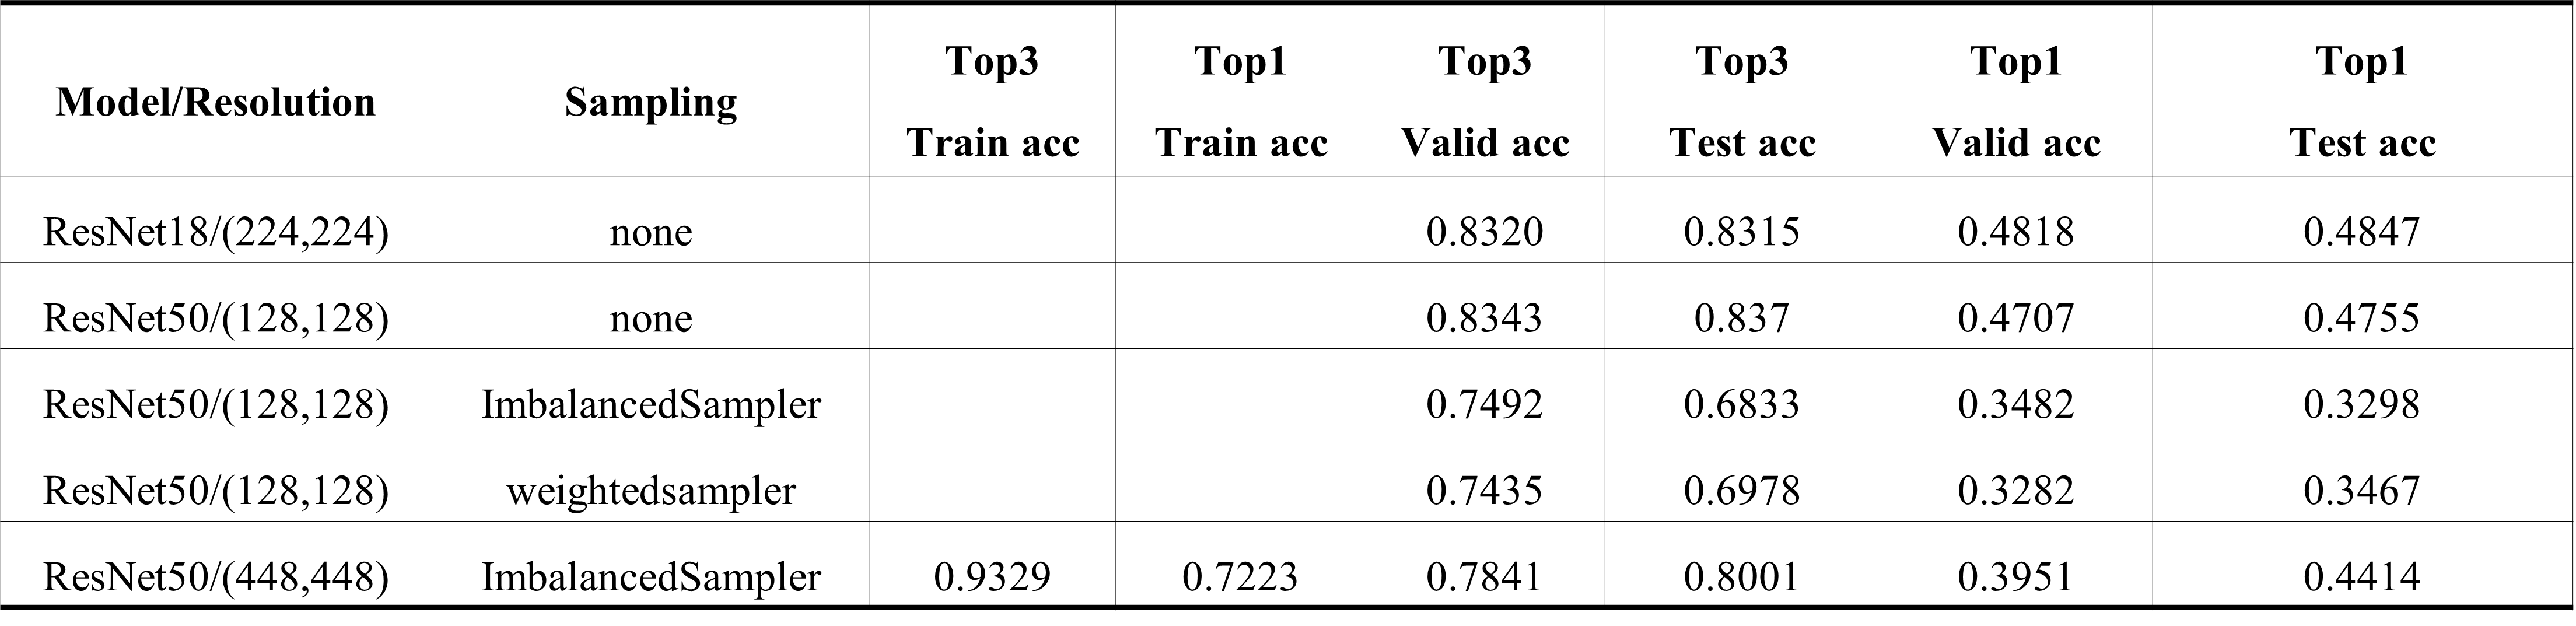 Model/Resolution Sampling Top3 Train acc Top1 Train acc Top3 Valid acc Top3 Test acc Top1 Valid acc Top1 Test acc
ResNet18/(224,224) none 0.8320 0.8315 0.4818 0.4847
ResNet50/(128,128) none 0.8343 0.837 0.4707 0.4755
ResNet50/(128,128) ImbalancedSampler 0.7492 0.6833 0.3482 0.3298
ResNet50/(128,128) weightedsampler 0.7435 0.6978 0.3282 0.3467
ResNet50/(448,448) ImbalancedSampler 0.9329 0.7223 0.7841 0.8001 0.3951 0.4414